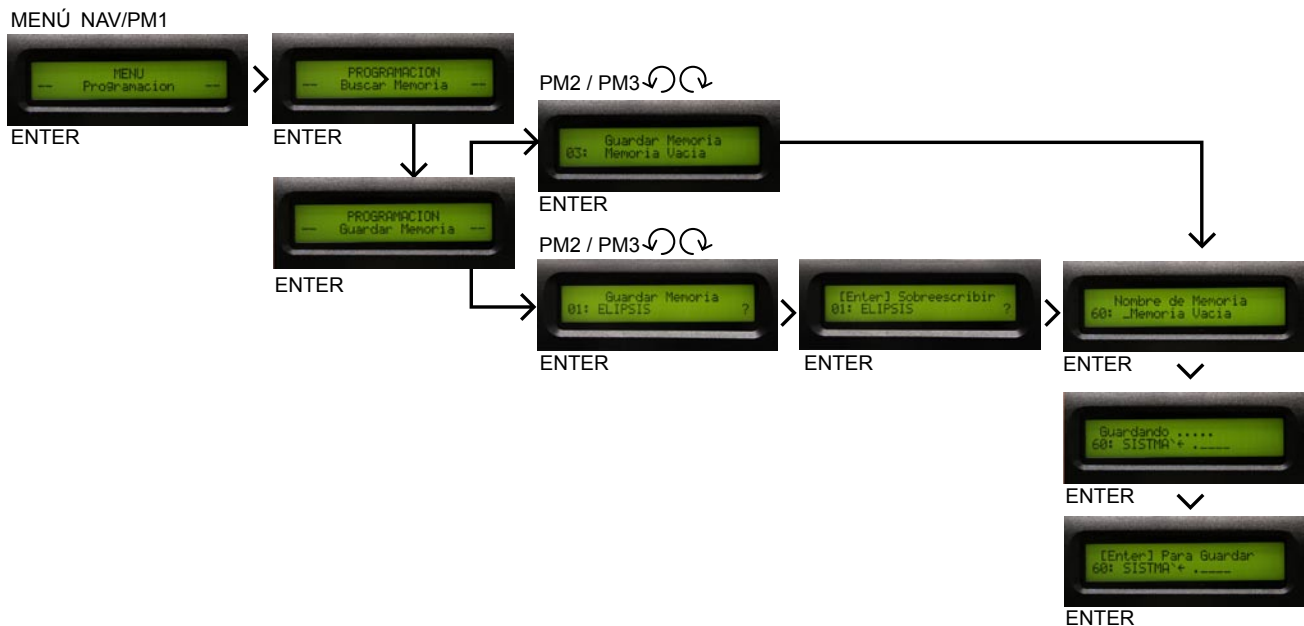 MENÚ NAV/PM1
MENU
-- Programacion --
ENTER
PROGRAMACION
-- Buscar Memoria --
ENTER
PROGRAMACION
-- Guardar Memoria --
ENTER
PM2 / PM3
Guardar Memoria
03: Memoria Vacia
ENTER
PM2 / PM3
Guardar Memoria
01: ELIPSIS ?
ENTER
[Enter] Sobreescribir
01: ELIPSIS ?
ENTER
Nombre de Memoria
60: _Memoria Vacia
ENTER
Guardando .....
60: SISTMA`← .____
ENTER
[Enter] Para Guardar
60: SISTMA`← .____
ENTER